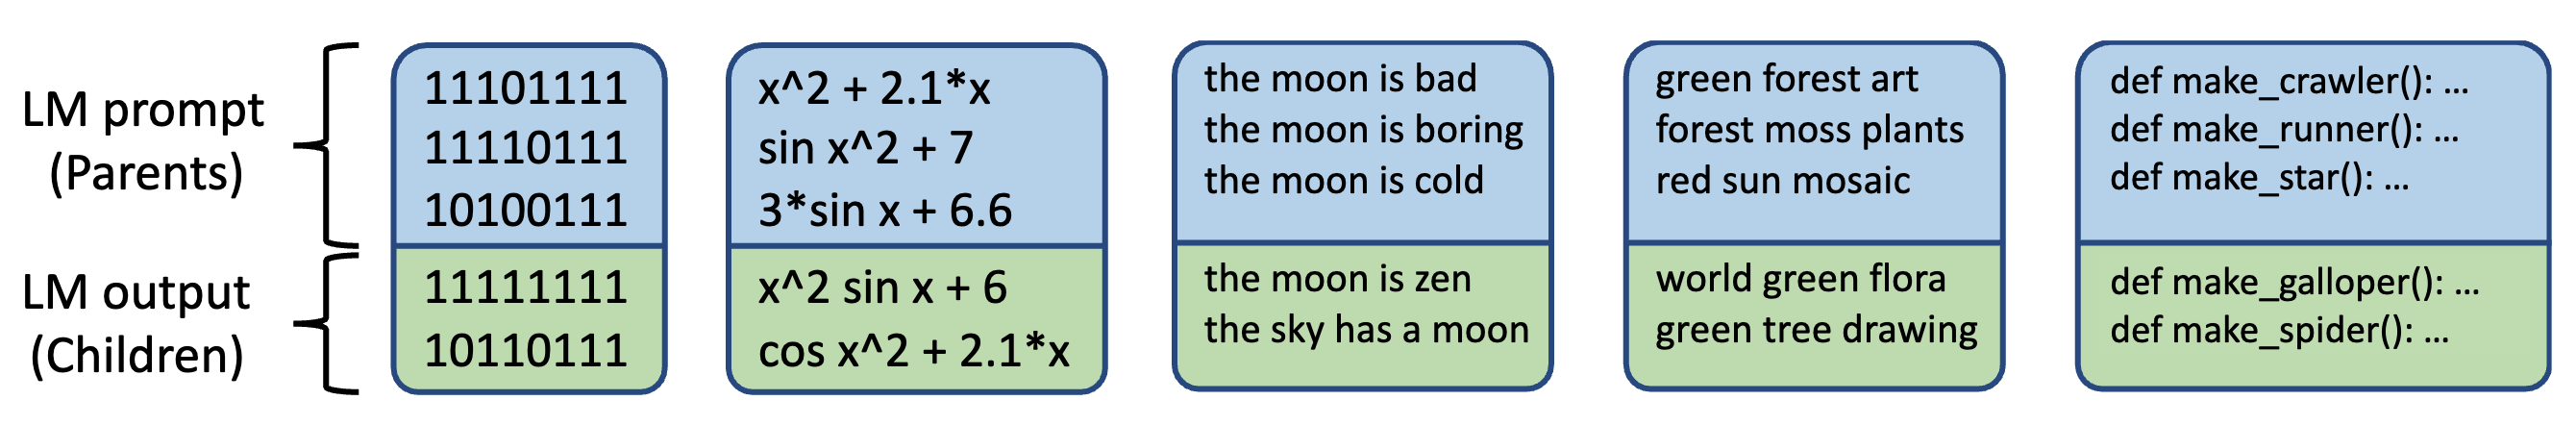 LM prompt
(Parents)
LM output
(Children)
11101111
11110111
10100111
11111111
10110111
x^2 + 2.1*x
sin x^2 + 7
3*sin x + 6.6
x^2 sin x + 6
cos x^2 + 2.1*x
the moon is bad
the moon is boring
the moon is cold
the moon is zen
the sky has a moon
green forest art
forest moss plants
red sun mosaic
world green flora
green tree drawing
def make_crawler(): ...
def make_runner(): ...
def make_star(): ...
def make_galloper(): ...
def make_spider(): ...